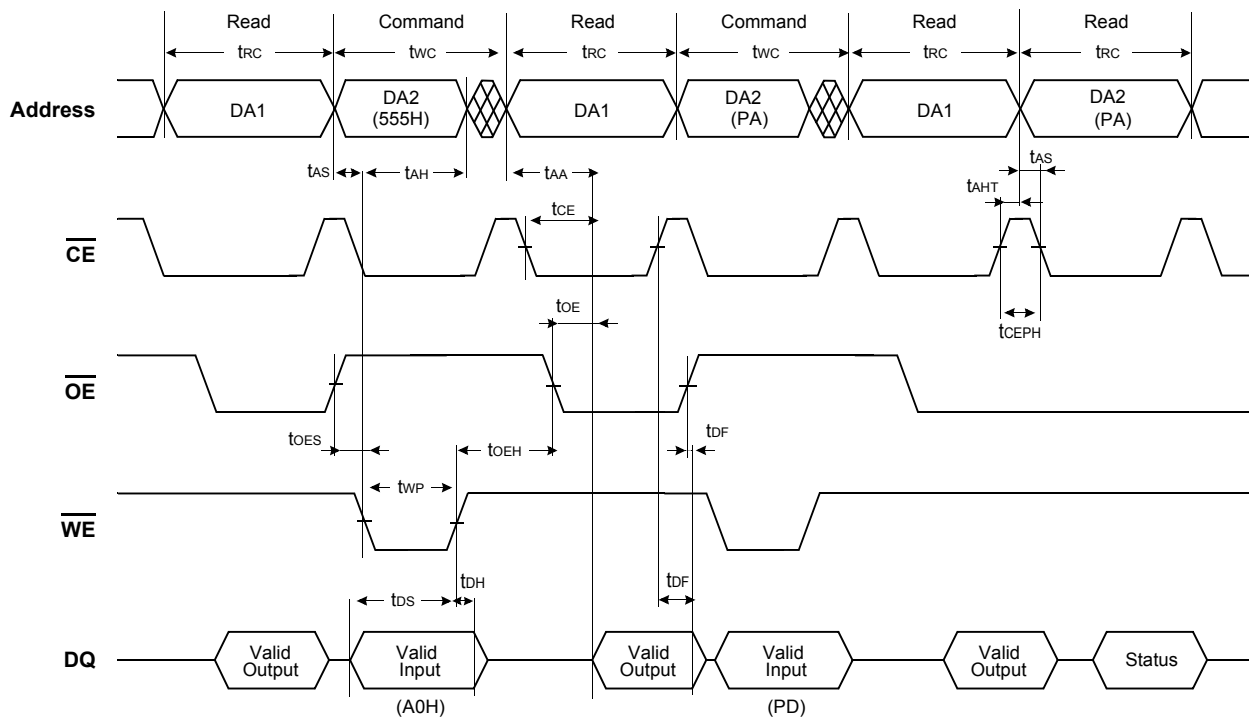 Read Command Read Command Read Read
tRC tWC tRC tWC tRC tRC
Address DA1 DA2 DA1 DA2 DA1 DA2
(555H) (PA) (PA)
tAS tAH tAA tAS
tAHT
tCE
CE
tCEPH
tOE
OE
tOES tOEH tDF
tWP
WE
tDH tDF
tDS
DQ Valid Valid Valid Valid Valid Status
Output Input Output Input Output
(A0H) (PD)